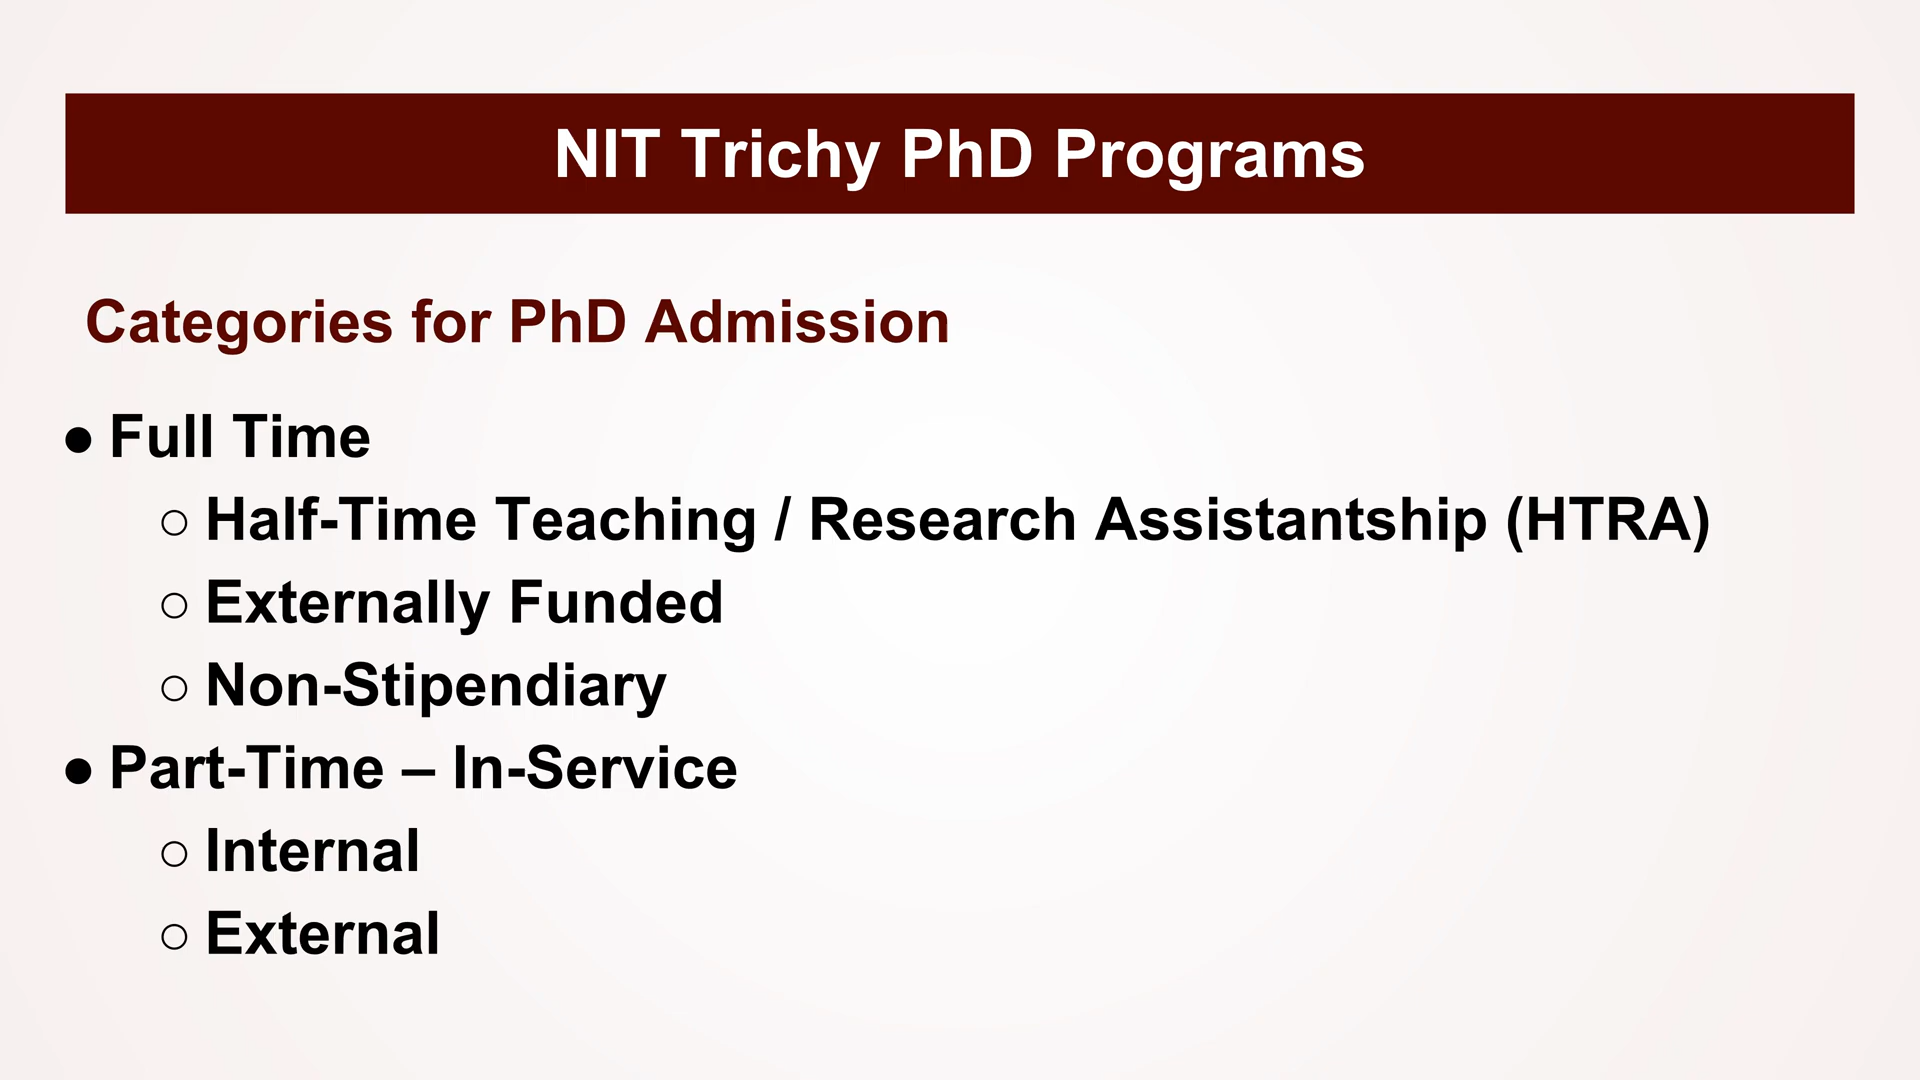 NIT Trichy PhD Programs
Categories for PhD Admission
● Full Time
○ Half-Time Teaching / Research Assistantship (HTRA)
○ Externally Funded
○ Non-Stipendiary
● Part-Time – In-Service
○ Internal
○ External